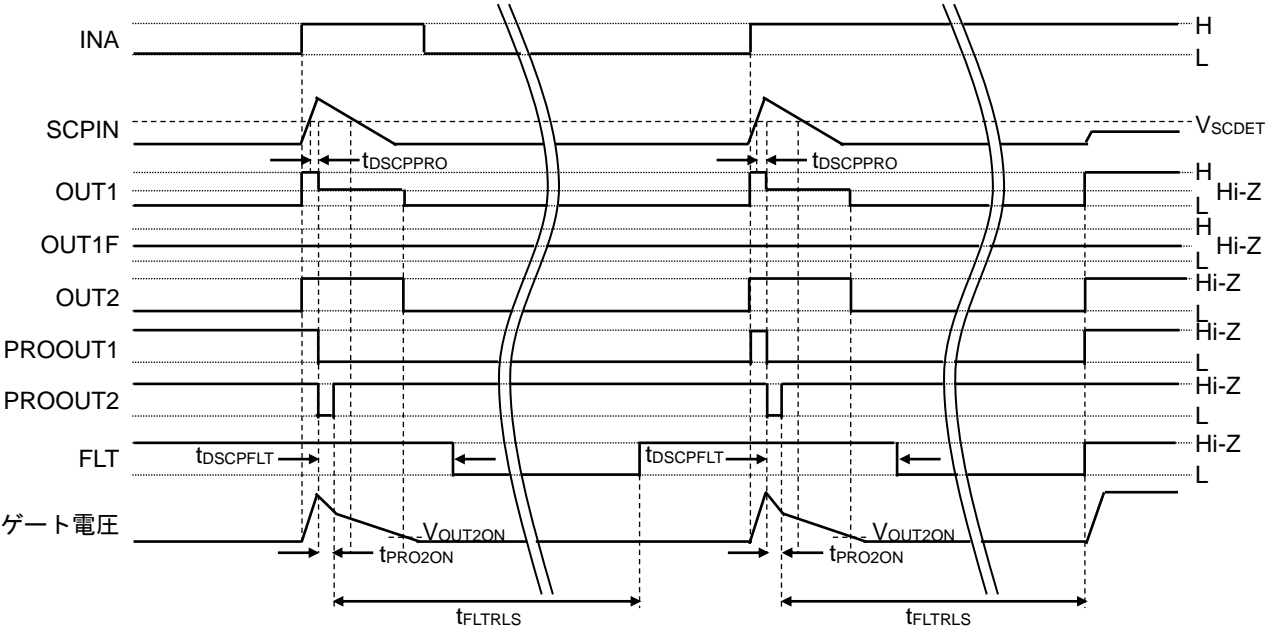 INA
H
L
SCPIN
VSCDET
tDSCPPRO
tDSCPPRO
OUT1
H
Hi-Z
L
OUT1F
H
Hi-Z
L
OUT2
Hi-Z
L
PROOUT1
Hi-Z
L
PROOUT2
Hi-Z
L
FLT
tDSCPFLT
tDSCPFLT
Hi-Z
L
ゲート電圧
VOUT2ON
VOUT2ON
tPRO2ON
tPRO2ON
tFLTRLS
tFLTRLS